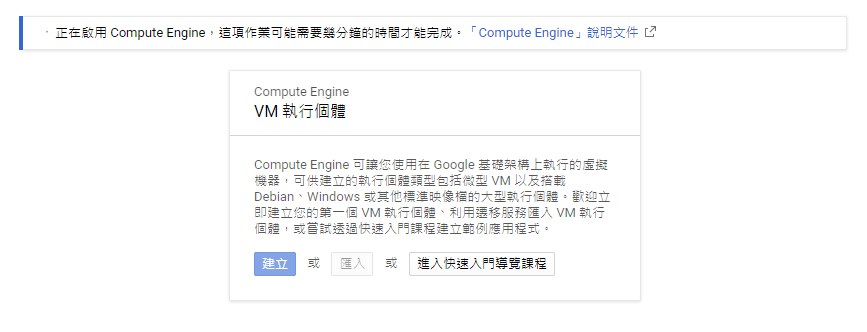 正在啟用 Compute Engine，這項作業可能需要幾分鐘的時間才能完成。「Compute Engine」說明文件
Compute Engine
VM 執行個體
Compute Engine 可讓您使用在 Google 基礎架構上執行的虛擬
機器，可供建立的執行個體類型包括微型 VM 以及搭載
Debian、Windows 或其他標準映像檔的大型執行個體。歡迎立
即建立您的第一個 VM 執行個體、利用遷移服務匯入 VM 執行
個體，或嘗試透過快速入門課程建立範例應用程式。
建立 或 匯入 或 進入快速入門導覽課程